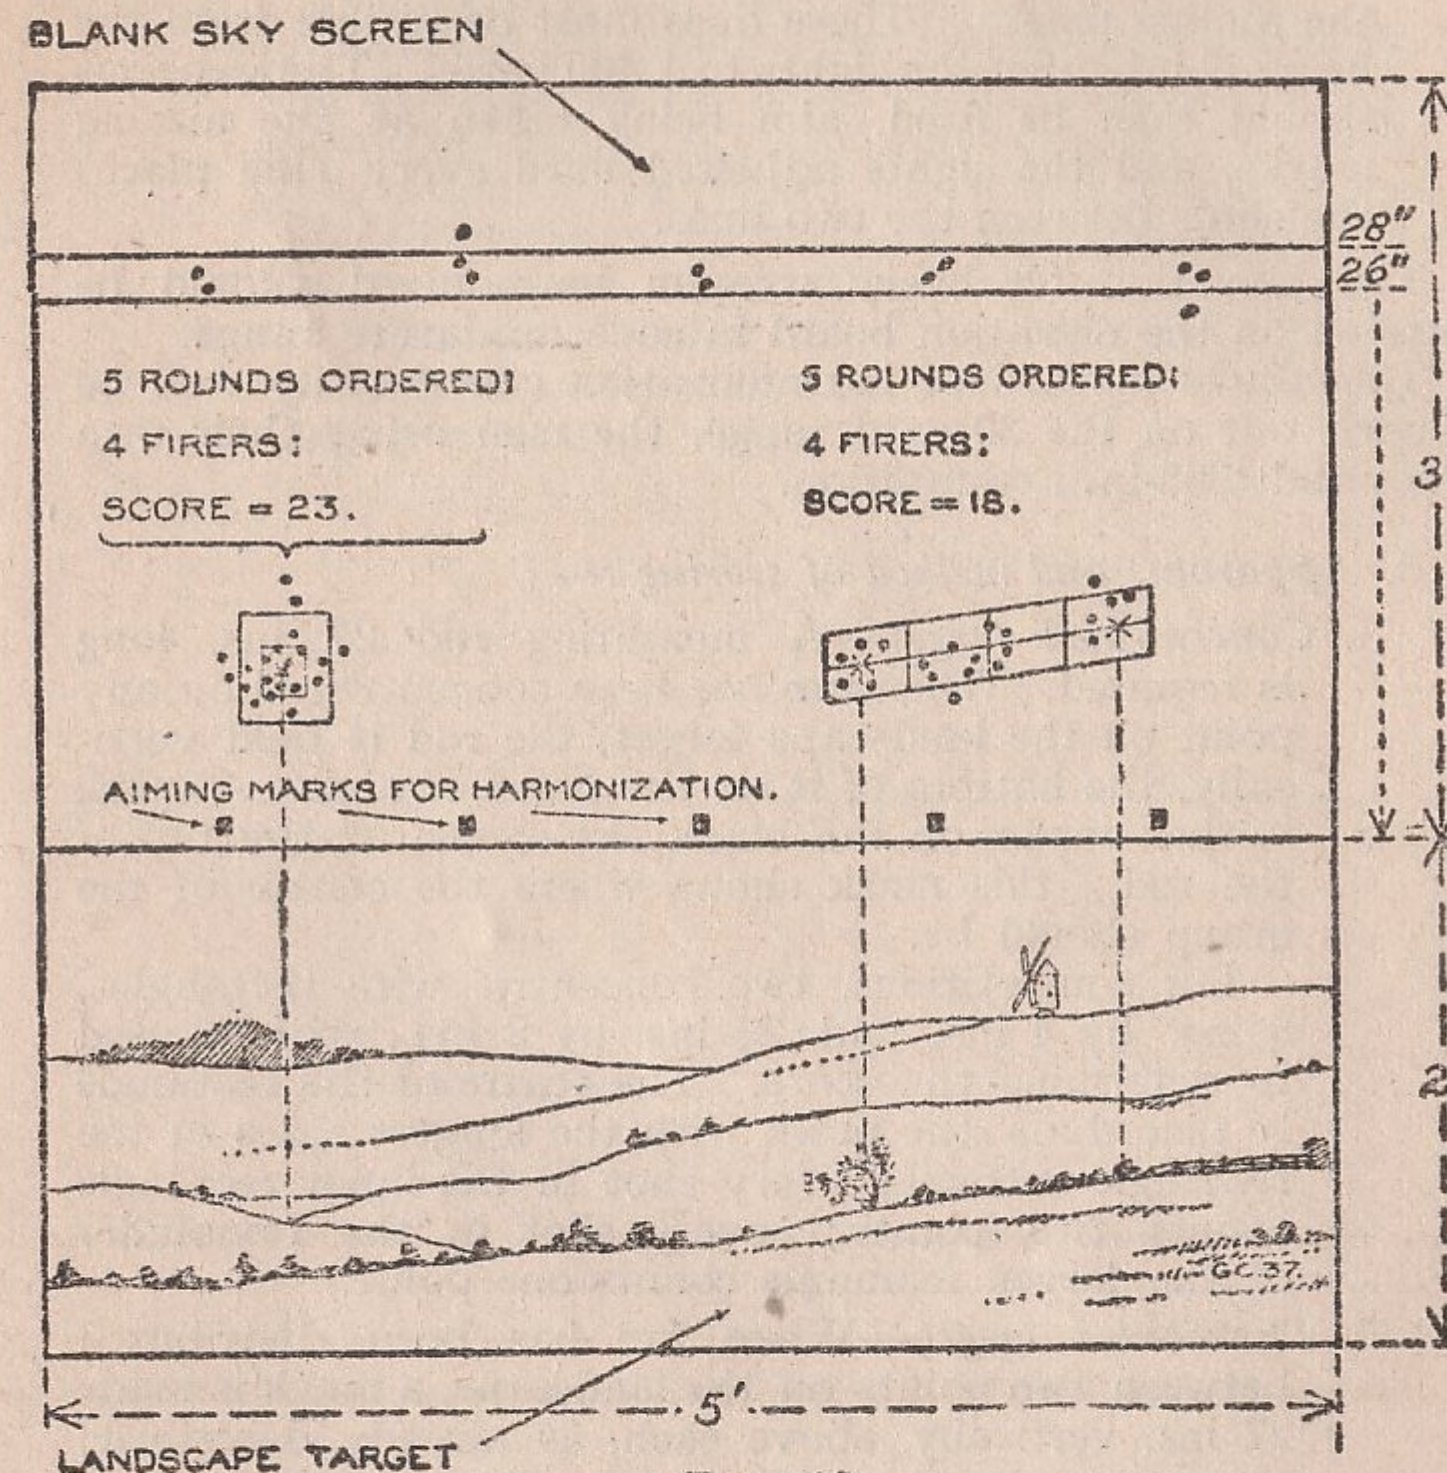 BLANK SKY SCREEN
28"
26"
5 ROUNDS ORDERED:
4 FIRERS:
SCORE = 23.
5 ROUNDS ORDERED:
4 FIRERS:
SCORE = 18.
3
AIMING MARKS FOR HARMONIZATION.
2
GC.37.
5'
LANDSCAPE TARGET